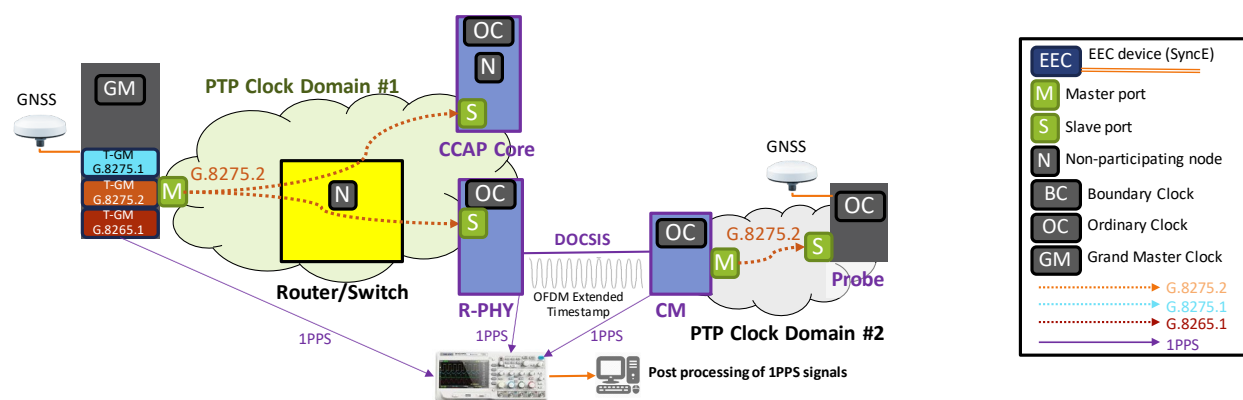 GNSS
GM
T-GM
G.8275.1
T-GM
G.8275.2
T-GM
G.8265.1
M
PTP Clock Domain #1
G.8275.2
N
Router/Switch
OC
N
S
CCAP Core
OC
S
R-PHY
DOCSIS
OFDM Extended
Timestamp
OC
M
CM
G.8275.2
GNSS
OC
S
Probe
PTP Clock Domain #2
1PPS
1PPS
1PPS
Post processing of 1PPS signals
EEC EEC device (SyncE)
M Master port
S Slave port
N Non-participating node
BC Boundary Clock
OC Ordinary Clock
GM Grand Master Clock
G.8275.2
G.8275.1
G.8265.1
1PPS